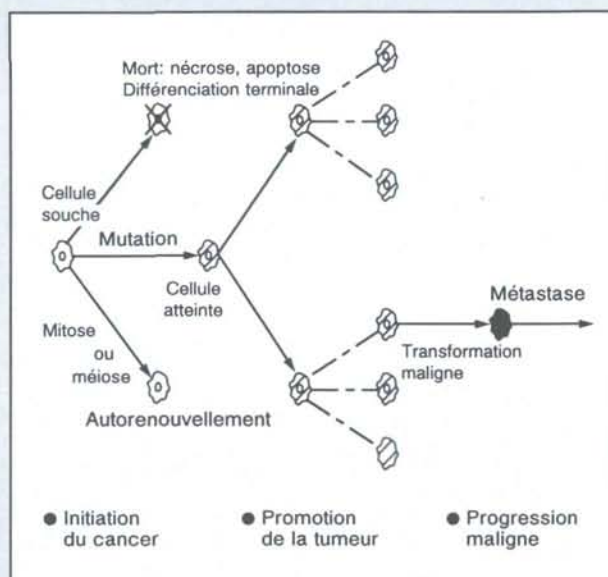 Mort: nécrose, apoptose
Différenciation terminale
Cellule
souche
Mutation
Cellule
atteinte
Mitose
ou
méiose
Autorenouvellement
Métastase
Transformation
maligne
● Initiation
du cancer
● Promotion
de la tumeur
● Progression
maligne